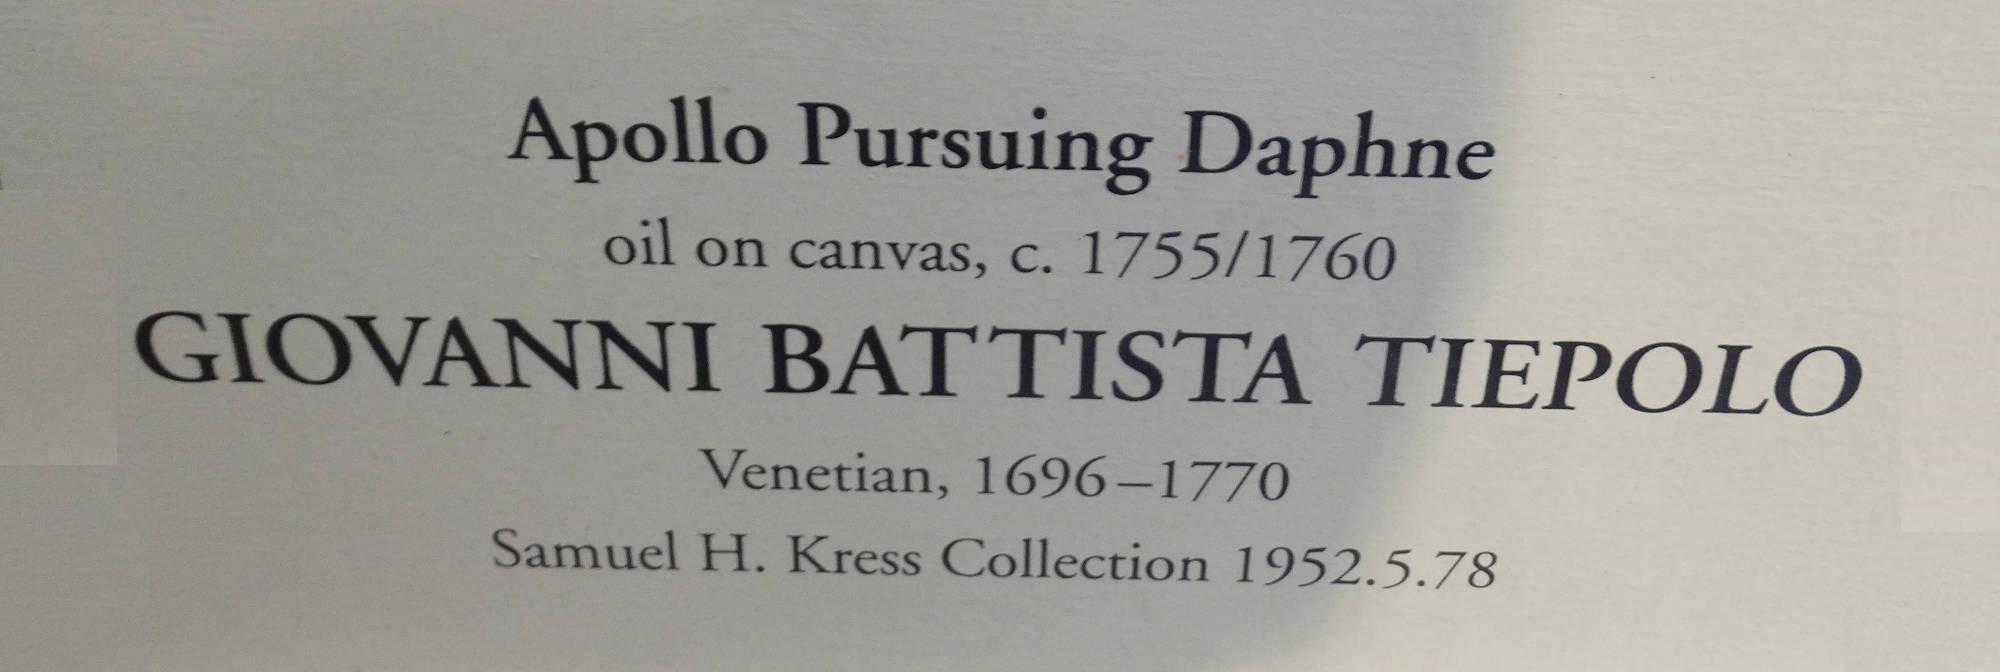 Apollo Pursuing Daphne
oil on canvas, c. 1755/1760
GIOVANNI BATTISTA TIEPOLO
Venetian, 1696–1770
Samuel H. Kress Collection 1952.5.78